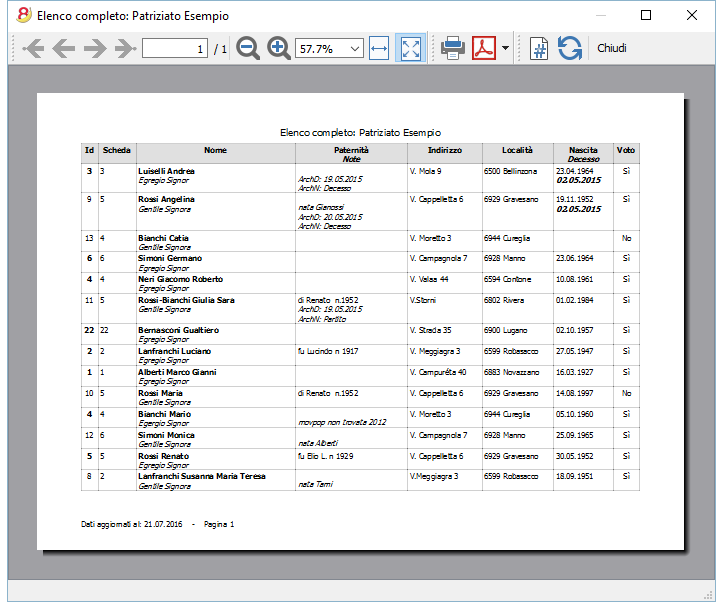 Elenco completo: Patriziato Esempio
1 / 1 57.7% Chiudi
Elenco completo: Patriziato Esempio
Id Scheda Nome Paternità Indirizzo Località Nascita Voto
Note Decesso
3 3 Luiselli Andrea V. Mola 9 6500 Bellinzona 23.04.1964 Sì
Egregio Signor ArchD: 19.05.2015 02.05.2015
ArchN: Decesso
9 5 Rossi Angelina V. Cappelletta 6 6929 Gravesano 19.11.1952 Sì
Gentile Signora nata Gianossi 02.05.2015
ArchD: 20.05.2015
ArchN: Decesso
13 4 Bianchi Catia V. Moretto 3 6944 Cureglia No
Gentile Signora
6 6 Simoni Germano V. Campagnola 7 6928 Manno 23.06.1964 Sì
Egregio Signor
4 4 Neri Giacomo Roberto V. Valaa 44 6594 Contone 10.08.1961 Sì
Egregio Signor
11 5 Rossi-Bianchi Giulia Sara di Renato n.1952 V.Storni 6802 Rivera 01.02.1984 Sì
Gentile Signora ArchD: 19.05.2015
ArchN: Partito
22 22 Bernasconi Gualtiero V. Strada 35 6900 Lugano 02.10.1957 Sì
Egregio Signor
2 2 Lanfranchi Luciano fu Lucindo n 1917 V. Meggiagra 3 6599 Robasacco 27.05.1947 Sì
Egregio Signor
1 1 Alberti Marco Gianni V. Campuréta 40 6883 Novazzano 16.03.1927 Sì
Egregio Signor
10 5 Rossi Maria di Renato n.1952 V. Cappelletta 6 6929 Gravesano 14.08.1997 No
Gentile Signora
4 4 Bianchi Mario V. Moretto 3 6944 Cureglia 05.10.1960 Sì
Egergio Signor movpop non trovata 2012
12 6 Simoni Monica V. Campagnola 7 6928 Manno 25.09.1965 Sì
Gentile Signora nata Alberti
5 5 Rossi Renato fu Elio L. n 1929 V. Cappelletta 6 6929 Gravesano 30.05.1952 Sì
Egregio Signor
8 2 Lanfranchi Susanna Maria Teresa V.Meggiagra 3 6599 Robasacco 18.09.1951 Sì
Gentile Signora nata Tami
Dati aggiornati al: 21.07.2016 - Pagina 1